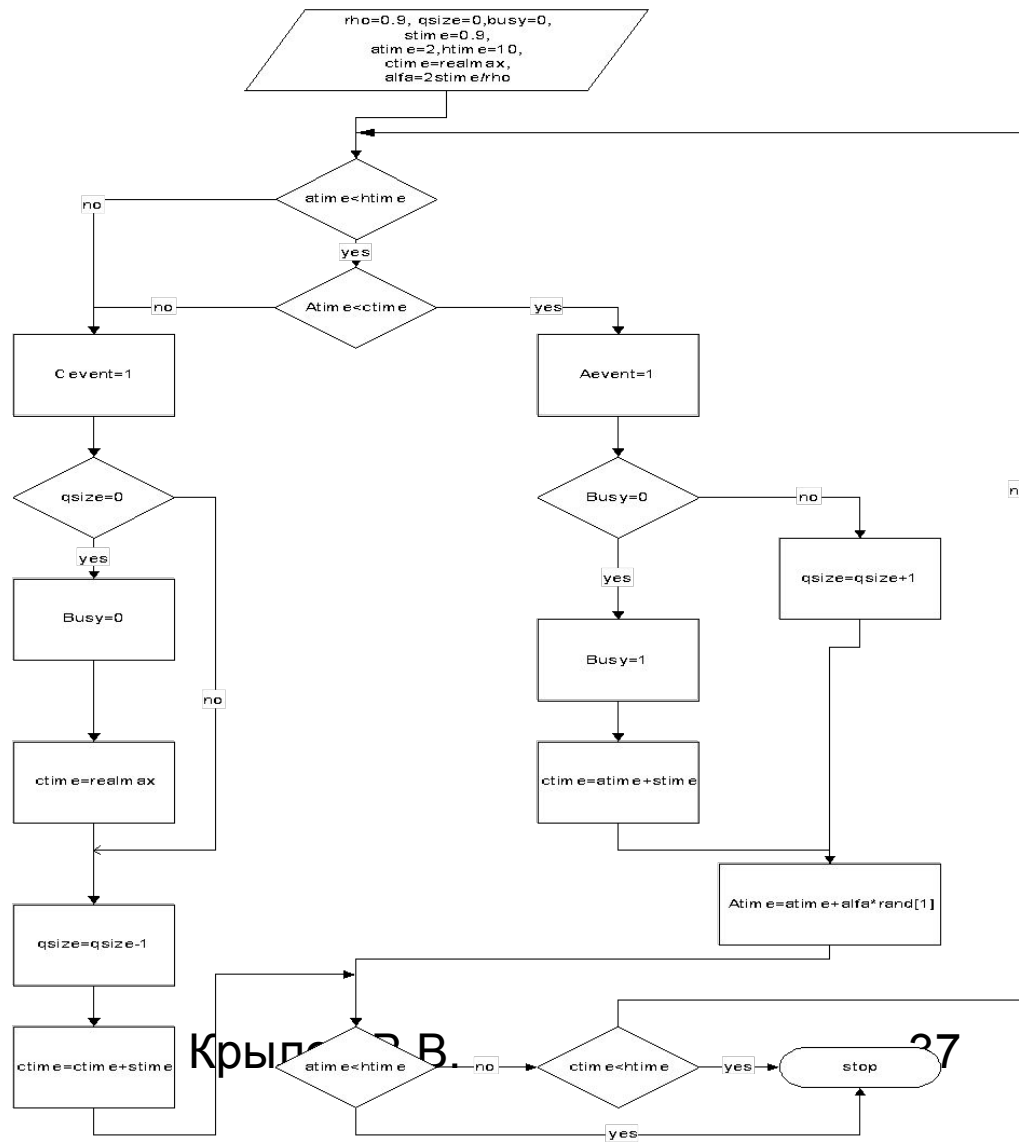 rho=0.9, qsize=0,busy=0,
stime=0.9,
atime=2,htime=10,
ctime=realmax,
alfa=2stime/rho
atime<htime
no
yes
Atime<ctime
no
yes
Cevent=1
Aevent=1
qsize=0
Busy=0
no
yes
yes
qsize=qsize+1
Busy=0
Busy=1
no
ctime=realmax
ctime=atime+stime
Atime=atime+alfa*rand[1]
qsize=qsize-1
ctime=ctime+stime
В.
37
atime<htime
no
ctime<htime
yes
stop
yes